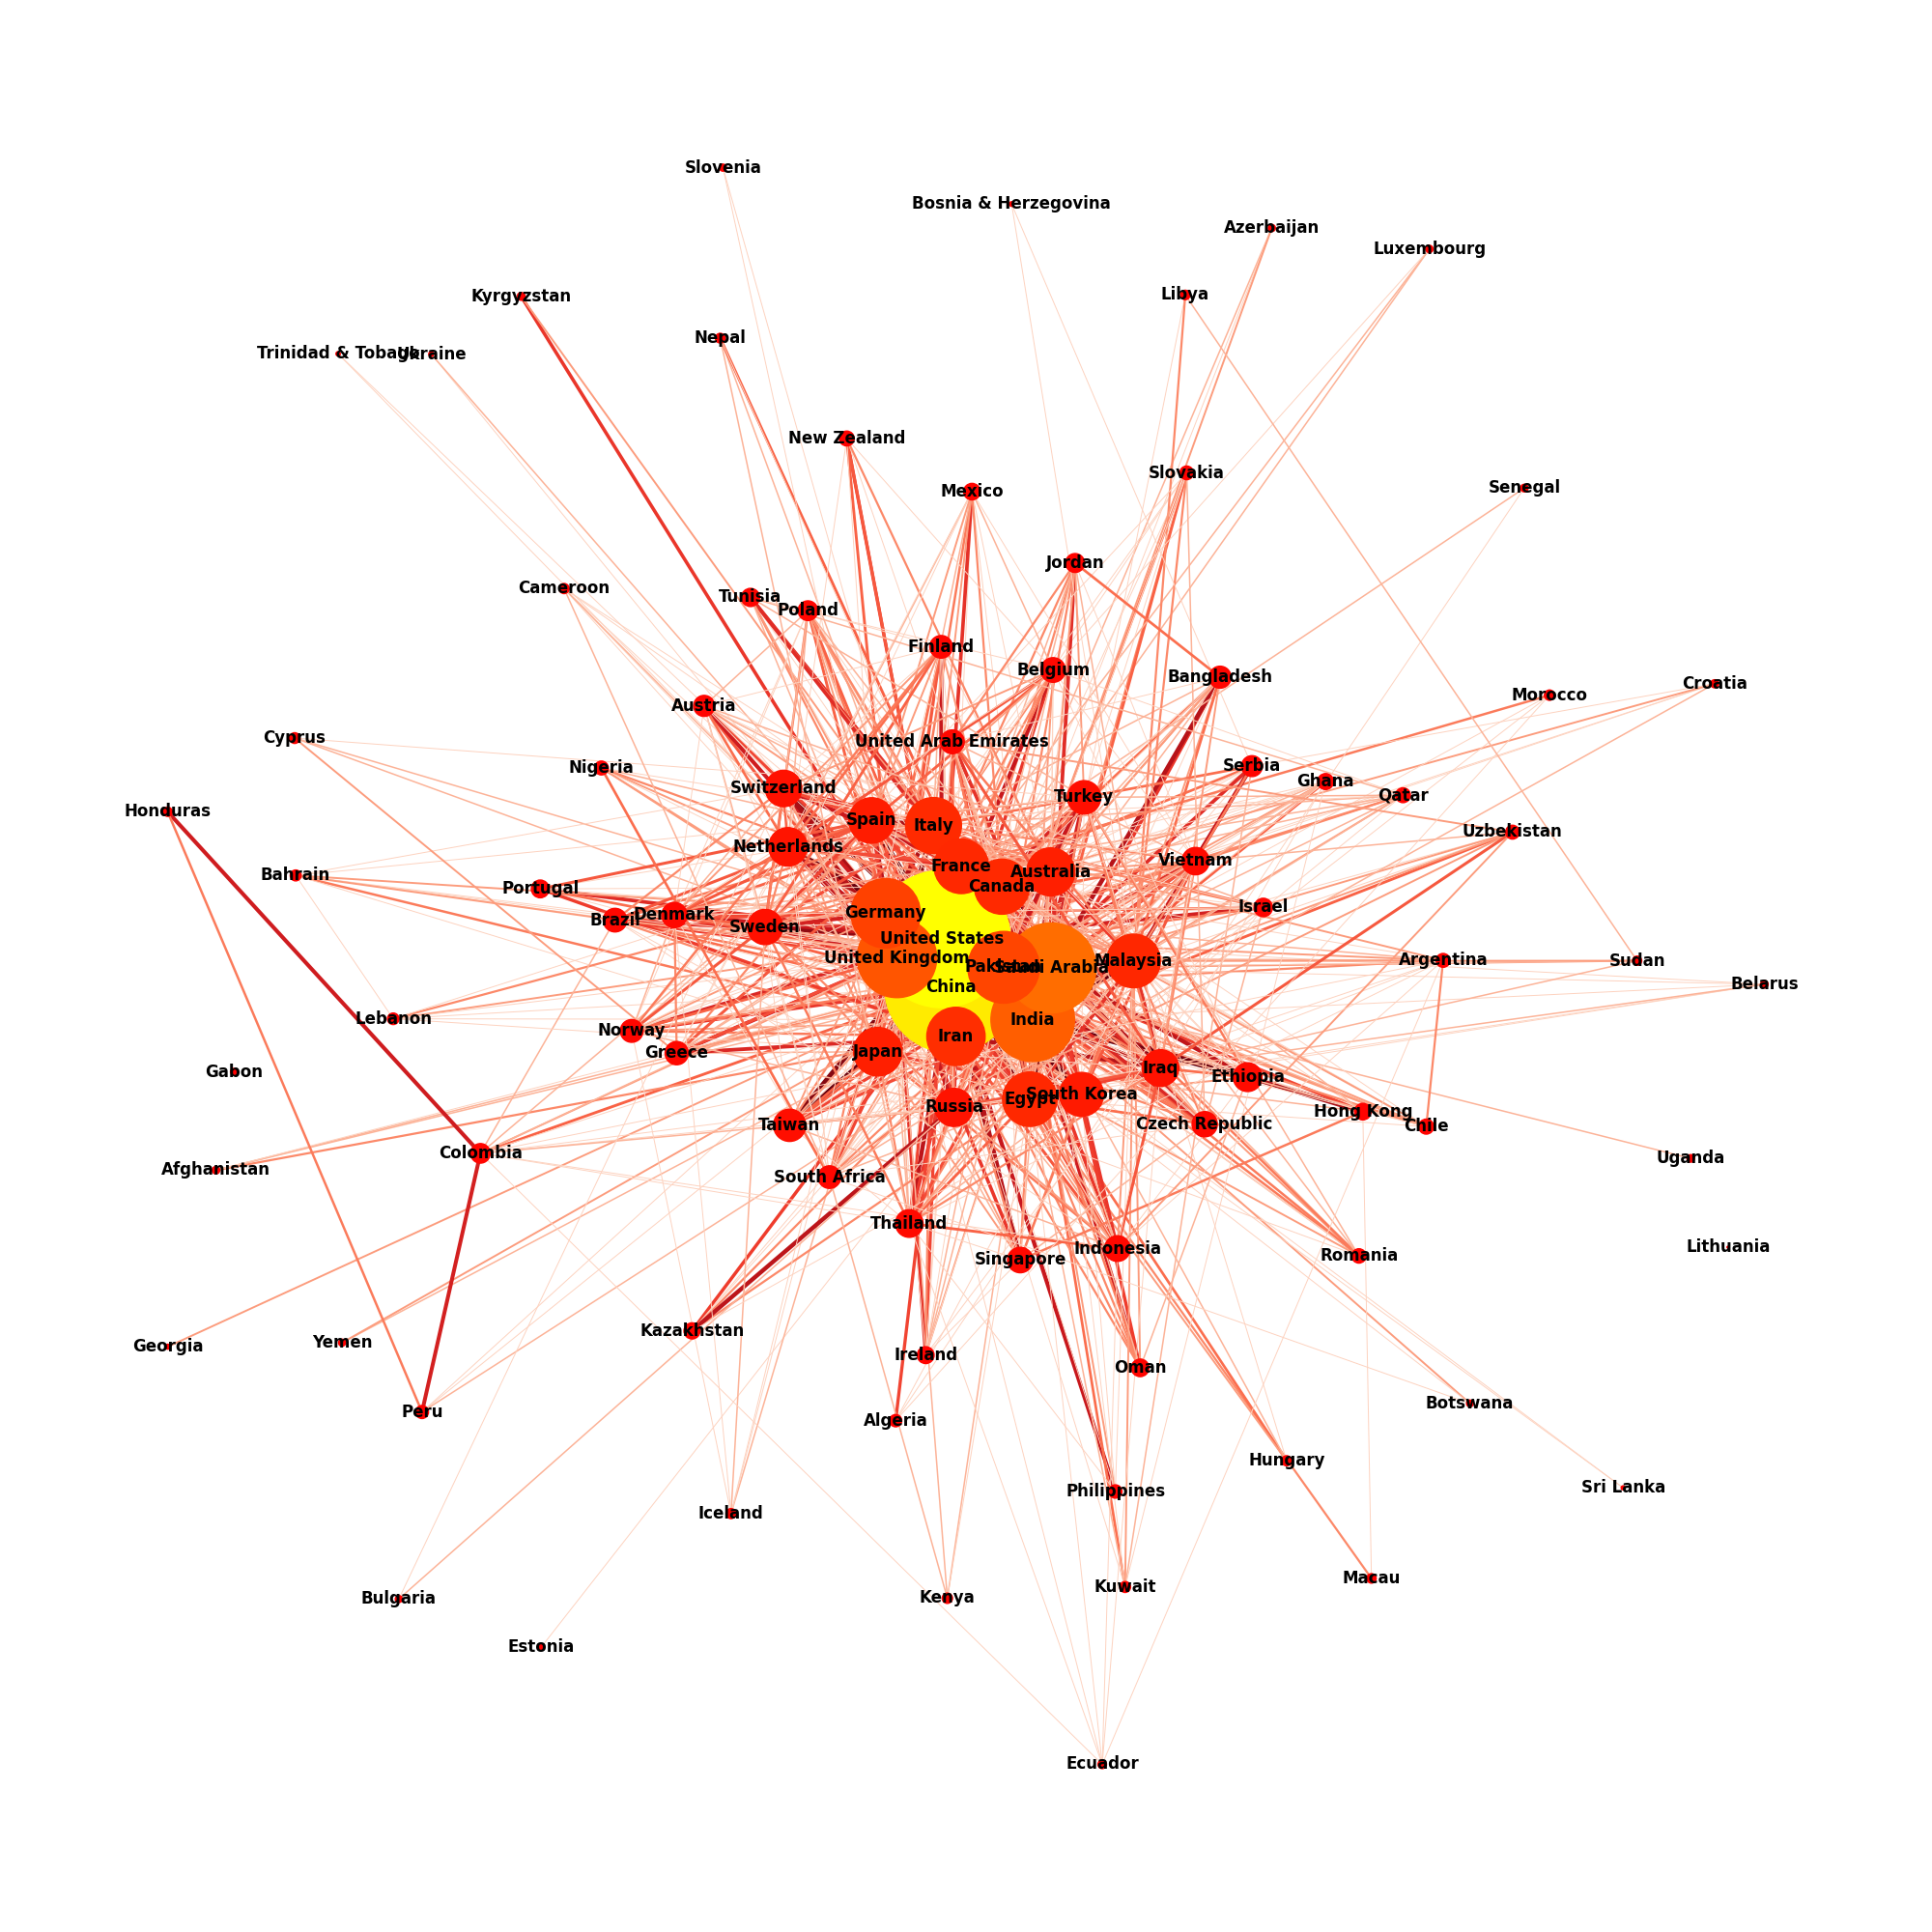 Slovenia
Bosnia & Herzegovina
Azerbaijan
Luxembourg
Kyrgyzstan
Libya
Nepal
Trinidad & Tobago
Ukraine
New Zealand
Slovakia
Mexico
Senegal
Jordan
Cameroon
Tunisia
Poland
Finland
Belgium
Bangladesh
Croatia
Morocco
Austria
Cyprus
United Arab Emirates
Serbia
Nigeria
Ghana
Switzerland
Turkey
Qatar
Honduras
Spain
Italy
Uzbekistan
Netherlands
Vietnam
France
Australia
Bahrain
Canada
Portugal
Israel
Germany
Denmark
Brazil
Sweden
United States
United Kingdom
Argentina
Sudan
Malaysia
Pakistan
Saudi Arabia
Belarus
China
Lebanon
India
Norway
Iran
Japan
Greece
Iraq
Gabon
Ethiopia
South Korea
Egypt
Russia
Hong Kong
Taiwan
Czech Republic
Chile
Colombia
Uganda
Afghanistan
South Africa
Thailand
Lithuania
Indonesia
Romania
Singapore
Kazakhstan
Yemen
Georgia
Ireland
Oman
Botswana
Peru
Algeria
Hungary
Sri Lanka
Philippines
Iceland
Macau
Kuwait
Kenya
Bulgaria
Estonia
Ecuador